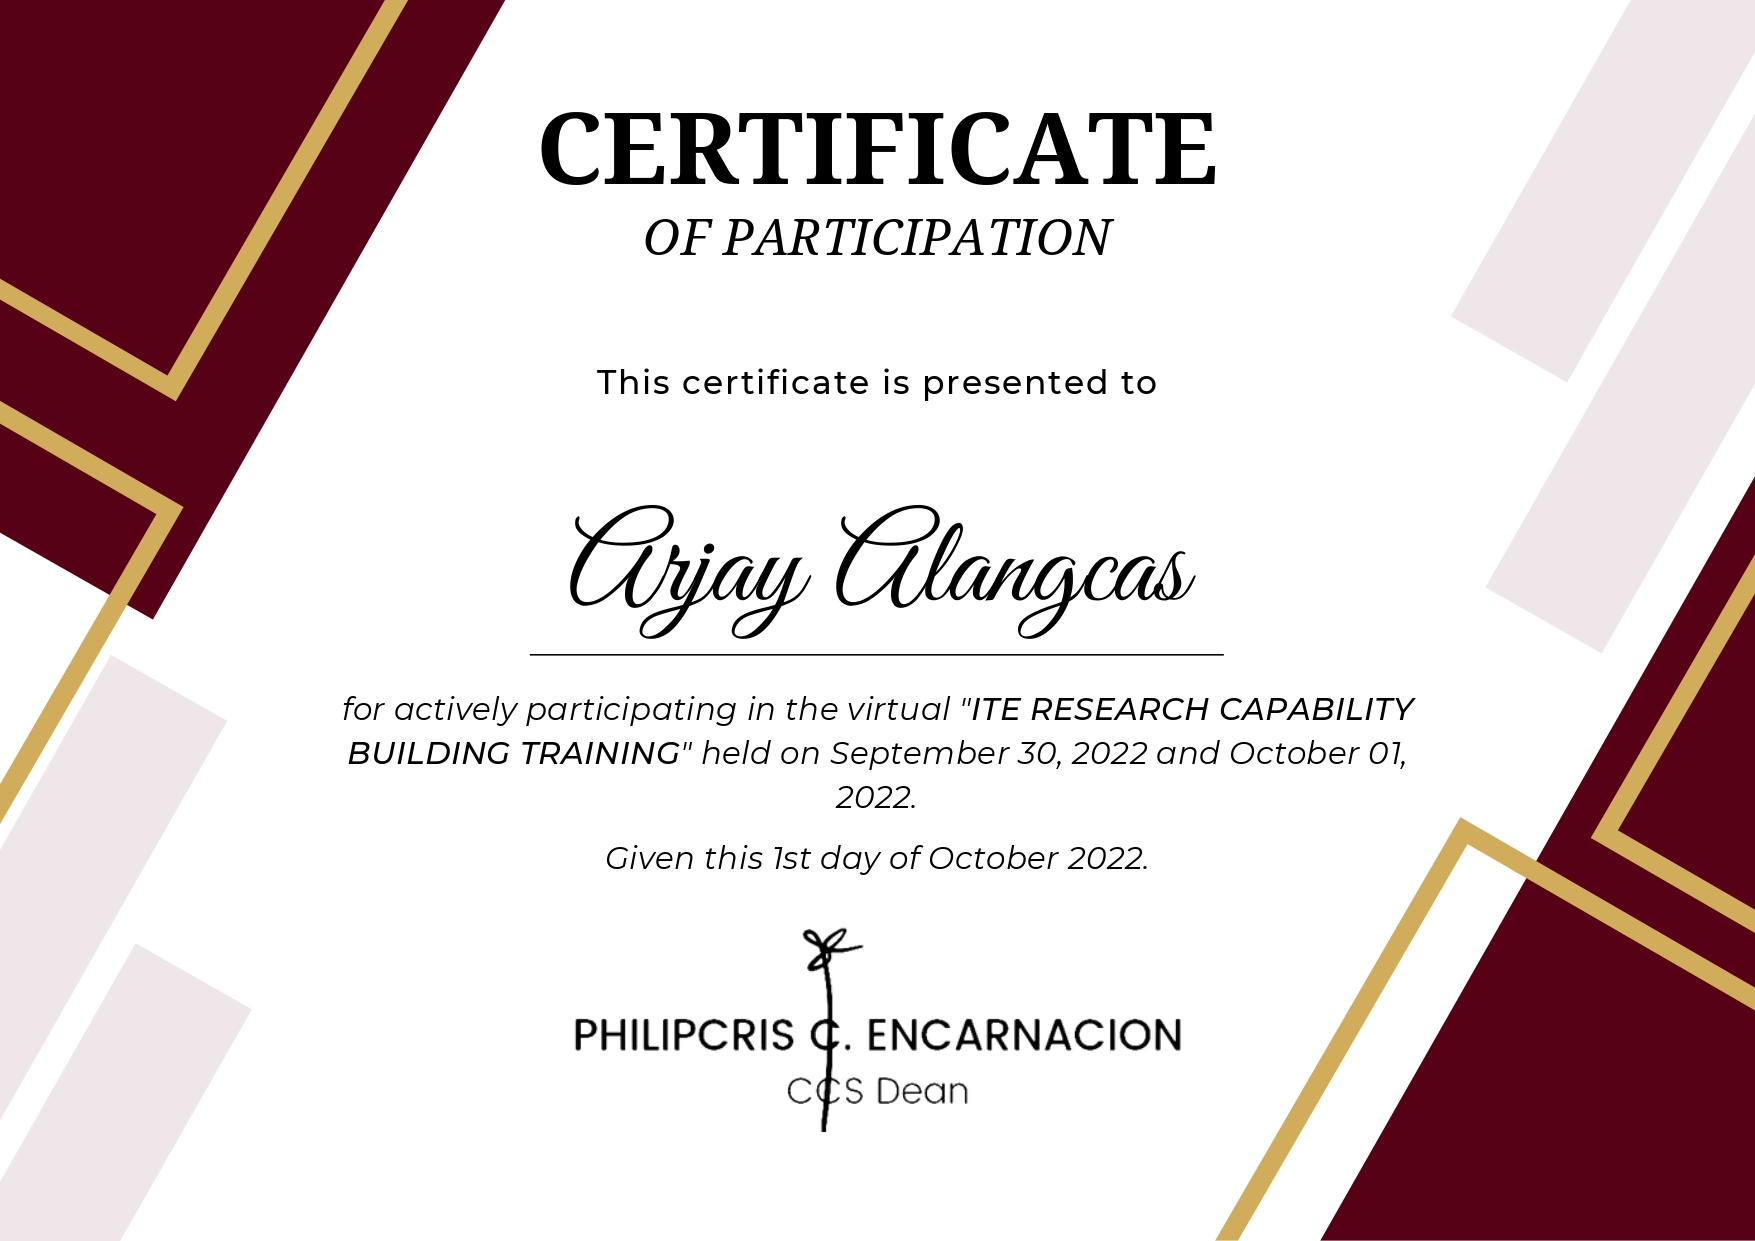 CERTIFICATE
OF PARTICIPATION
This certificate is presented to
Arjay Alangcas
for actively participating in the virtual "ITE RESEARCH CAPABILITY
BUILDING TRAINING" held on September 30, 2022 and October 01,
2022.
Given this 1st day of October 2022.
PHILIPCRIS C. ENCARNACION
CCS Dean